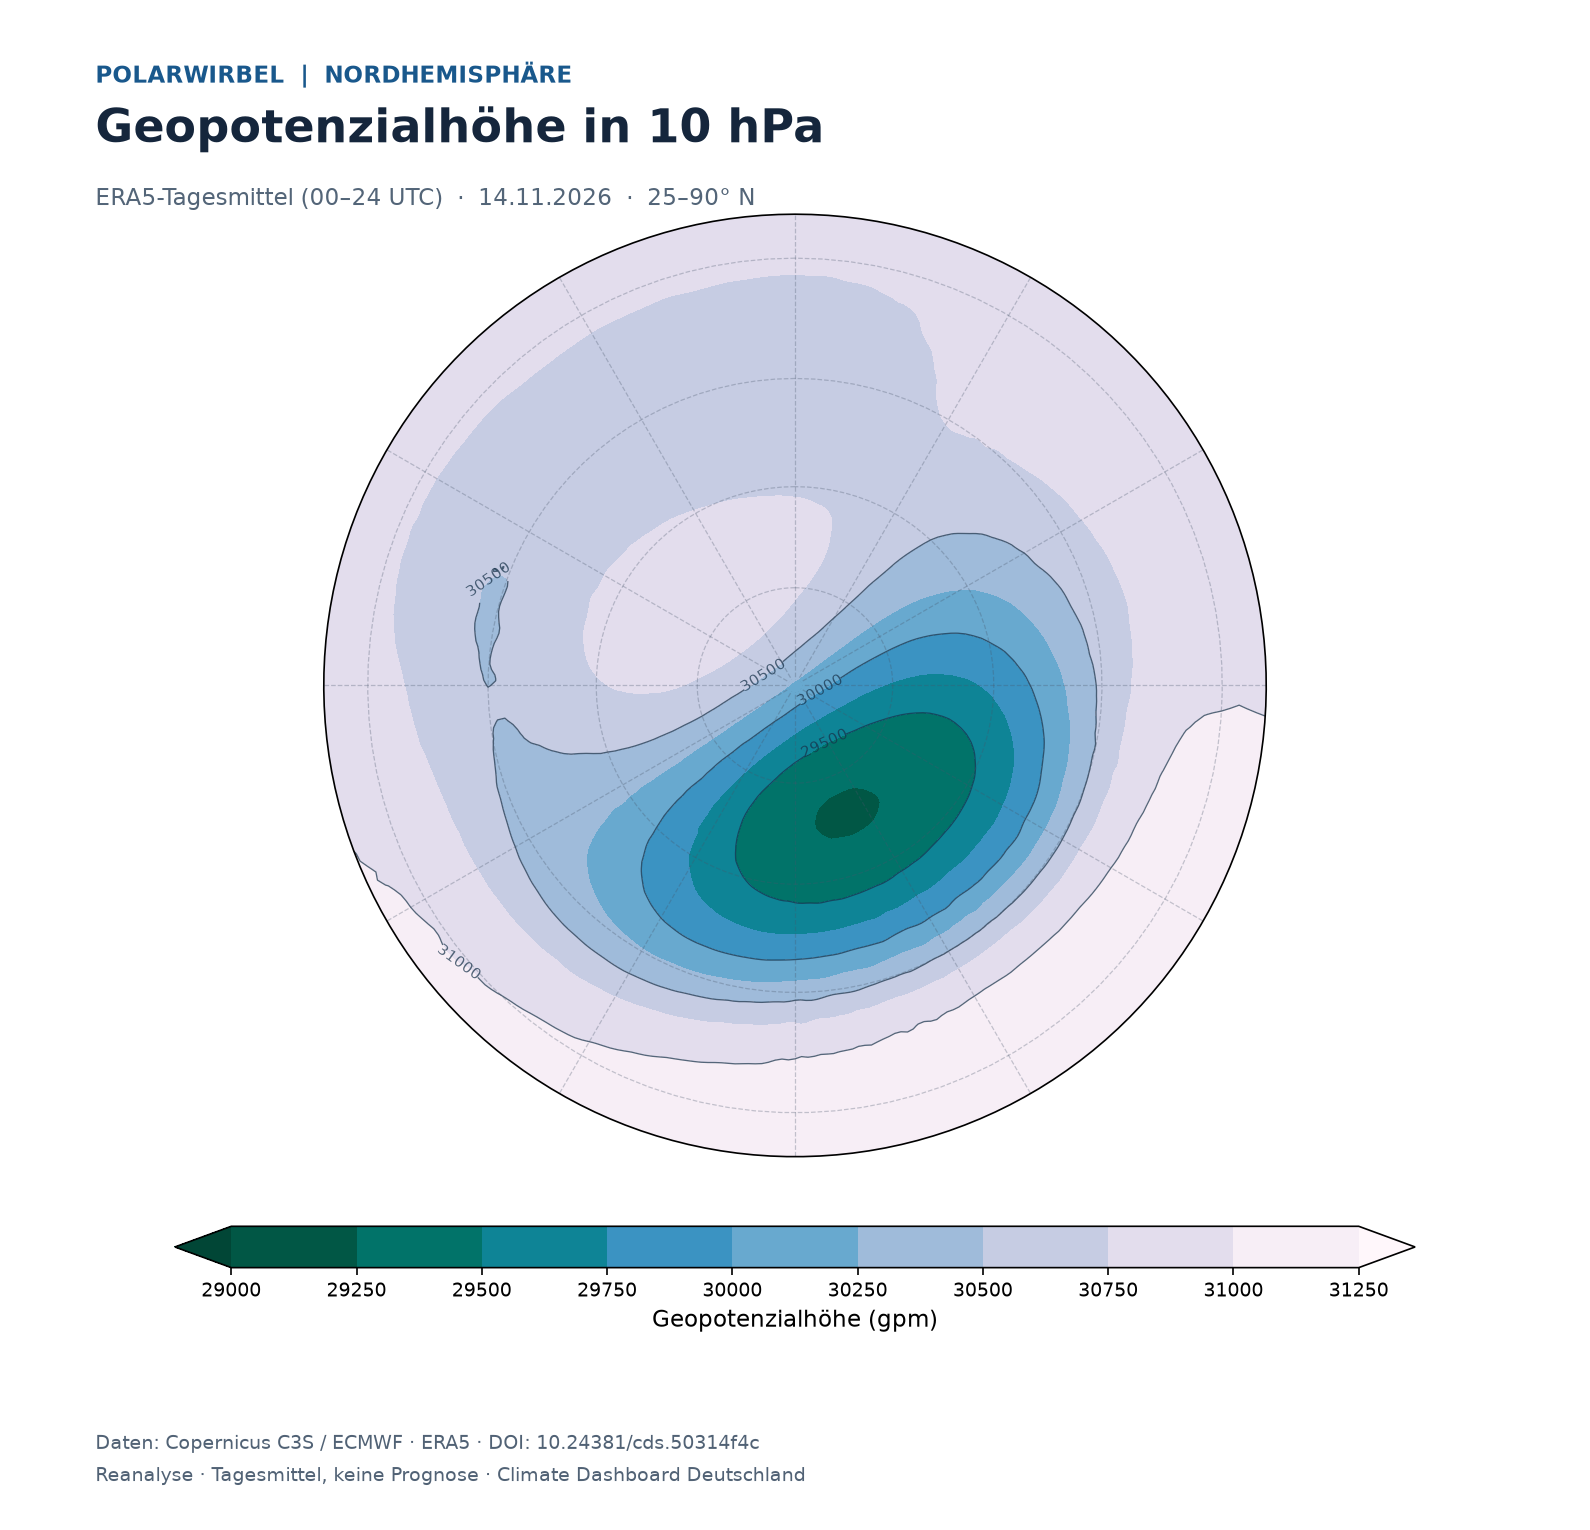 POLARWIRBEL | NORDHEMISPHÄRE
Geopotenzialhöhe in 10 hPa
ERA5-Tagesmittel (00–24 UTC) · 14.11.2026 · 25–90° N
30500
30500
30000
29500
31000
29000 29250 29500 29750 30000 30250 30500 30750 31000 31250
Geopotenzialhöhe (gpm)
Daten: Copernicus C3S / ECMWF · ERA5 · DOI: 10.24381/cds.50314f4c
Reanalyse · Tagesmittel, keine Prognose · Climate Dashboard Deutschland